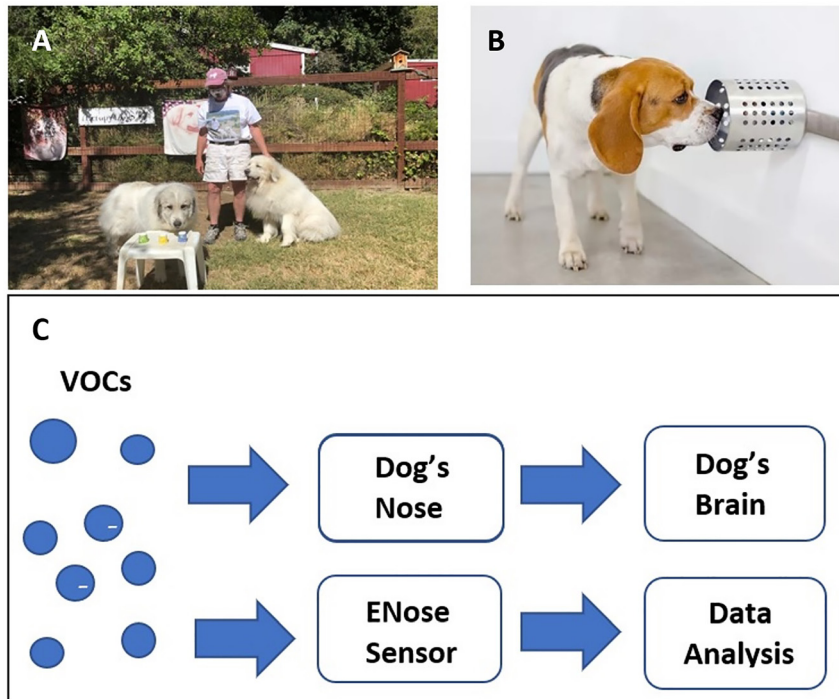 A
B
C
VOCs
Dog's
Nose
Dog's
Brain
ENose
Sensor
Data
Analysis